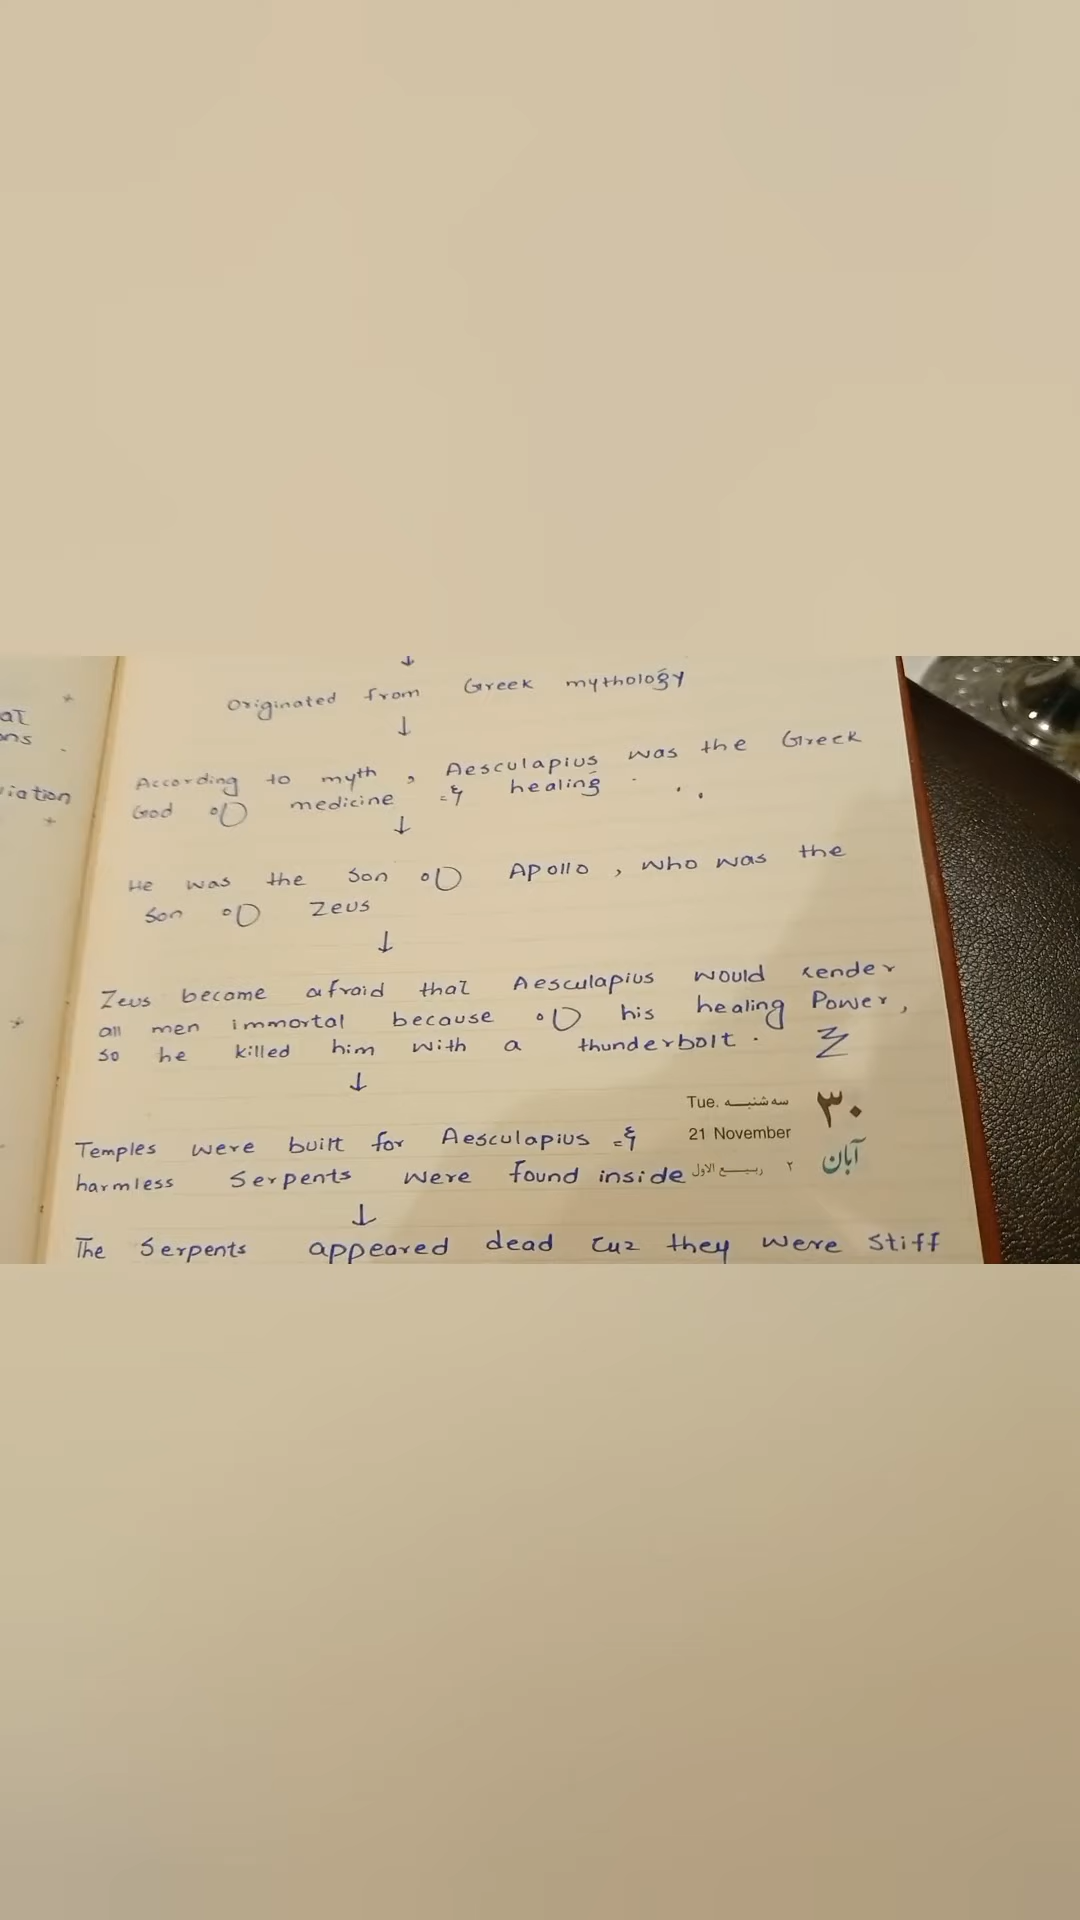 ↓
Originated from Greek mythology
↓
According to myth, Aesculapius was the Greek
God of medicine & healing.
↓
He was the son of Apollo, who was the
son of Zeus
↓
Zeus became afraid that Aesculapius would render
all men immortal because of his healing Power,
so he killed him with a thunderbolt.
↓
Temples were built for Aesculapius &
harmless Serpents were found inside
↓
The Serpents appeared dead cuz they were stiff
Tue. سه شنبه ۳۰
21 November آبان
۲ ربیع الاول
iation